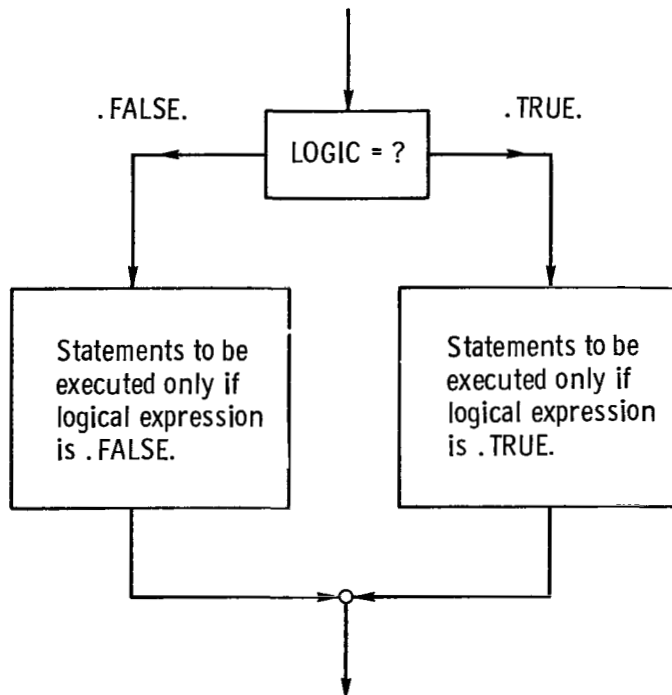 .FALSE.
.TRUE.
LOGIC = ?
Statements to be
executed only if
logical expression
is .FALSE.
Statements to be
executed only if
logical expression
is .TRUE.